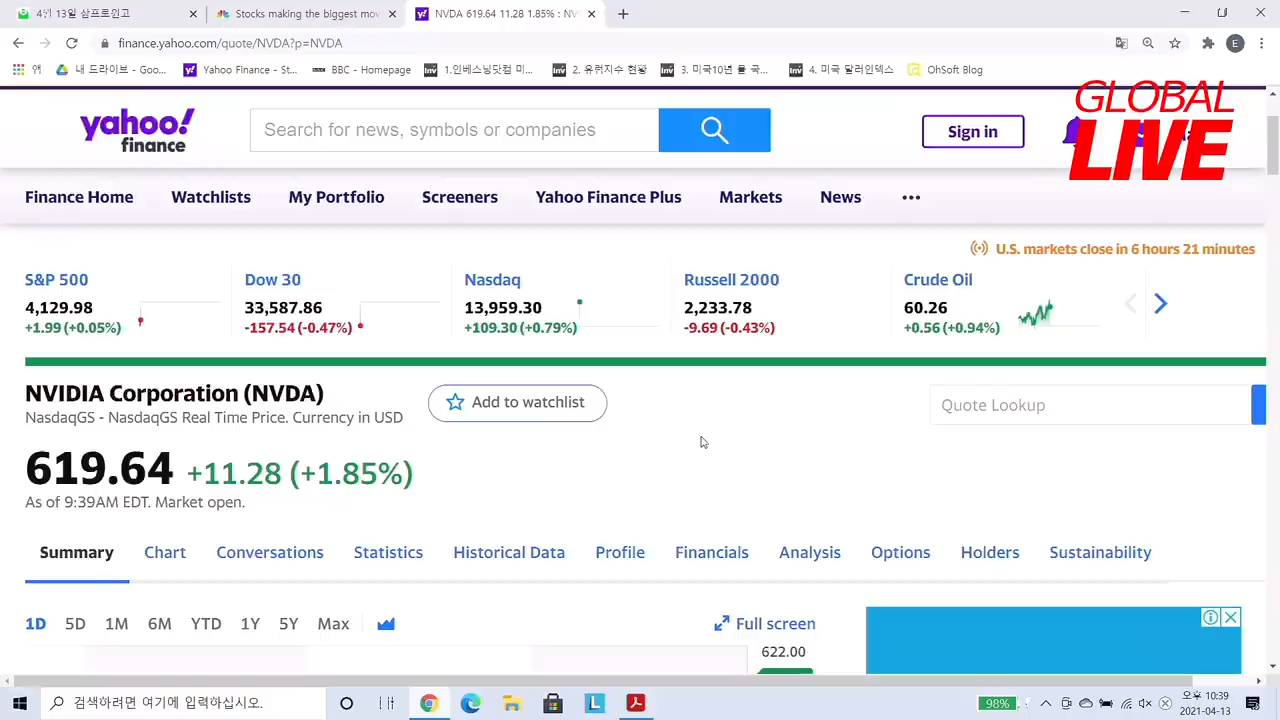 4월 13일 삼프로윈고
Stocks making the biggest mov
NVDA 619.64 11.28 1.85% : NV
finance.yahoo.com/quote/NVDA?p=NVDA
E
앱
내 드라이브 - Goo...
Yahoo Finance - St...
BBC - Homepage
1.인베스닝닷컴 미...
2. 유퀴지수 현황
3. 미국10년 물 국...
4. 미국 달러인덱스
OhSoft Blog
GLOBAL
LIVE
yahoo!
finance
Search for news, symbols or companies
Sign in
Finance Home
Watchlists
My Portfolio
Screeners
Yahoo Finance Plus
Markets
News
U.S. markets close in 6 hours 21 minutes
S&P 500
4,129.98
+1.99 (+0.05%)
Dow 30
33,587.86
-157.54 (-0.47%)
Nasdaq
13,959.30
+109.30 (+0.79%)
Russell 2000
2,233.78
-9.69 (-0.43%)
Crude Oil
60.26
+0.56 (+0.94%)
NVIDIA Corporation (NVDA)
NasdaqGS - NasdaqGS Real Time Price. Currency in USD
Add to watchlist
Quote Lookup
619.64 +11.28 (+1.85%)
As of 9:39AM EDT. Market open.
Summary
Chart
Conversations
Statistics
Historical Data
Profile
Financials
Analysis
Options
Holders
Sustainability
1D
5D
1M
6M
YTD
1Y
5Y
Max
Full screen
622.00
검색하려면 여기에 입력하십시오.
98%
오후 10:39
2021-04-13